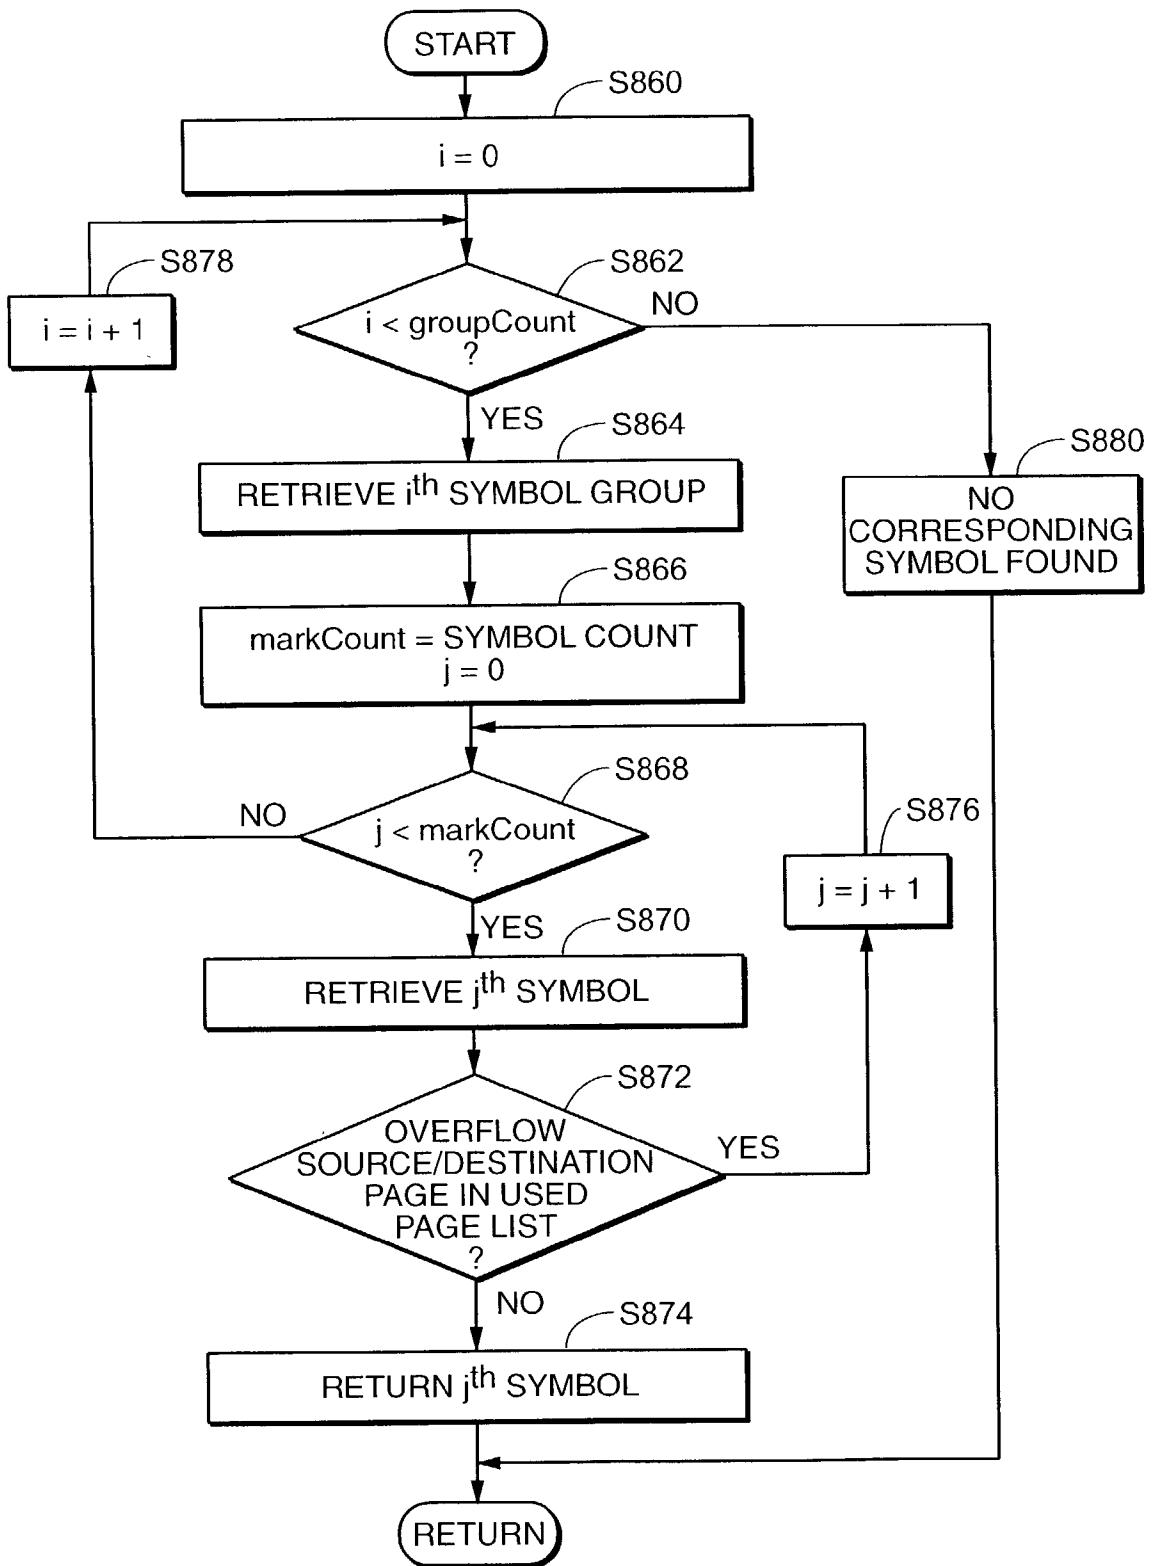 START
S860
i = 0
S878
i = i + 1
S862
i < groupCount
?
NO
YES
S864
RETRIEVE ith SYMBOL GROUP
S880
NO
CORRESPONDING
SYMBOL FOUND
S866
markCount = SYMBOL COUNT
j = 0
S868
j < markCount
?
NO
YES
S876
j = j + 1
S870
RETRIEVE jth SYMBOL
S872
OVERFLOW
SOURCE/DESTINATION
PAGE IN USED
PAGE LIST
?
YES
NO
S874
RETURN jth SYMBOL
RETURN